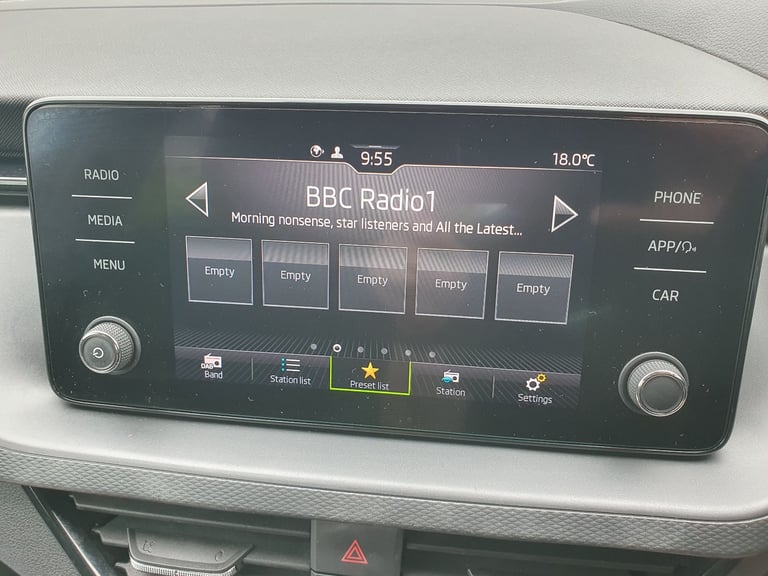 9:55
18.0°C
RADIO
MEDIA
MENU
BBC Radio1
Morning nonsense, star listeners and All the Latest...
Empty
Empty
Empty
Empty
Empty
DAB
Band
Station list
Preset list
Station
Settings
PHONE
APP/
CAR